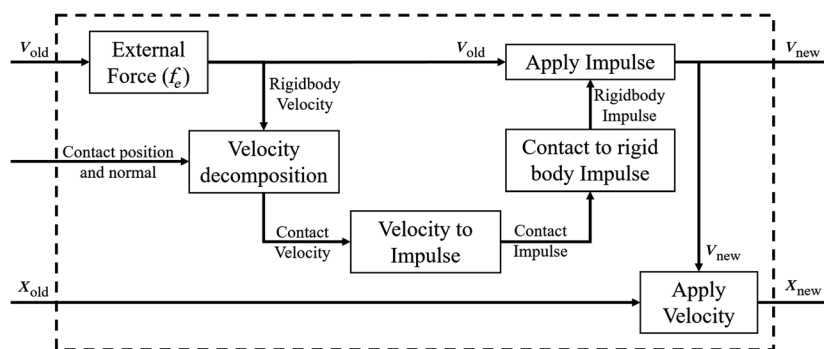 V_old
External
Force (f_e)
V_old
Apply Impulse
V_new
Rigidbody
Velocity
Rigidbody
Impulse
Contact position
and normal
Velocity
decomposition
Contact to rigid
body Impulse
Contact
Velocity
Velocity to
Impulse
Contact
Impulse
V_new
X_old
Apply
Velocity
X_new